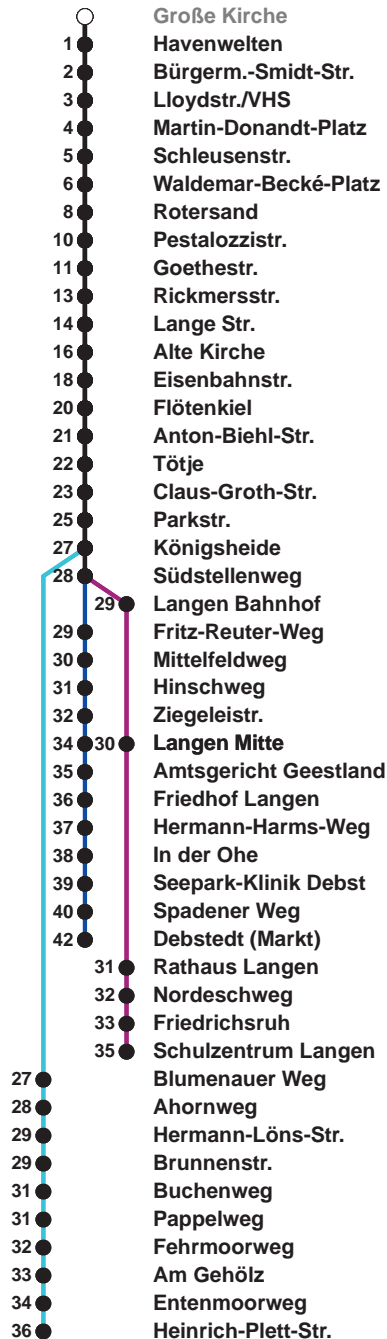 Große Kirche
1 Havenwelten
2 Bürgerm.-Smidt-Str.
3 Lloydstr./VHS
4 Martin-Donandt-Platz
5 Schleusenstr.
6 Waldemar-Becké-Platz
8 Rotersand
10 Pestalozzistr.
11 Goethestr.
13 Rickmersstr.
14 Lange Str.
16 Alte Kirche
18 Eisenbahnstr.
20 Flötenkiel
21 Anton-Biehl-Str.
22 Tötje
23 Claus-Groth-Str.
25 Parkstr.
27 Königsheide
28 Südstellenweg
29 Langen Bahnhof
29 Fritz-Reuter-Weg
30 Mittelfeldweg
31 Hinschweg
32 Ziegeleistr.
34 30 Langen Mitte
35 Amtsgericht Geestland
36 Friedhof Langen
37 Hermann-Harms-Weg
38 In der Ohe
39 Seepark-Klinik Debst
40 Spadener Weg
42 Debstedt (Markt)
31 Rathaus Langen
32 Nordeschweg
33 Friedrichsruh
35 Schulzentrum Langen
27 Blumenauer Weg
28 Ahornweg
29 Hermann-Löns-Str.
29 Brunnenstr.
31 Buchenweg
31 Pappelweg
32 Fehrmoorweg
33 Am Gehölz
34 Entenmoorweg
36 Heinrich-Plett-Str.